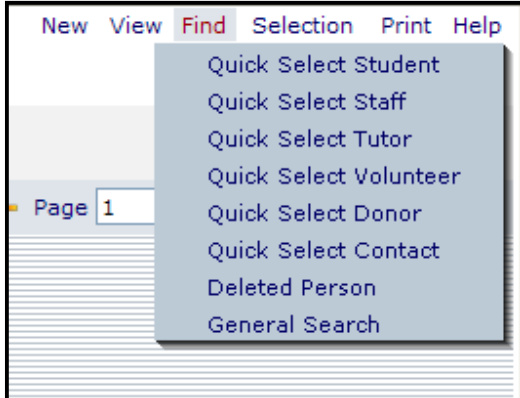 New View Find Selection Print Help
Quick Select Student
Quick Select Staff
Quick Select Tutor
Quick Select Volunteer
Page 1
Quick Select Donor
Quick Select Contact
Deleted Person
General Search